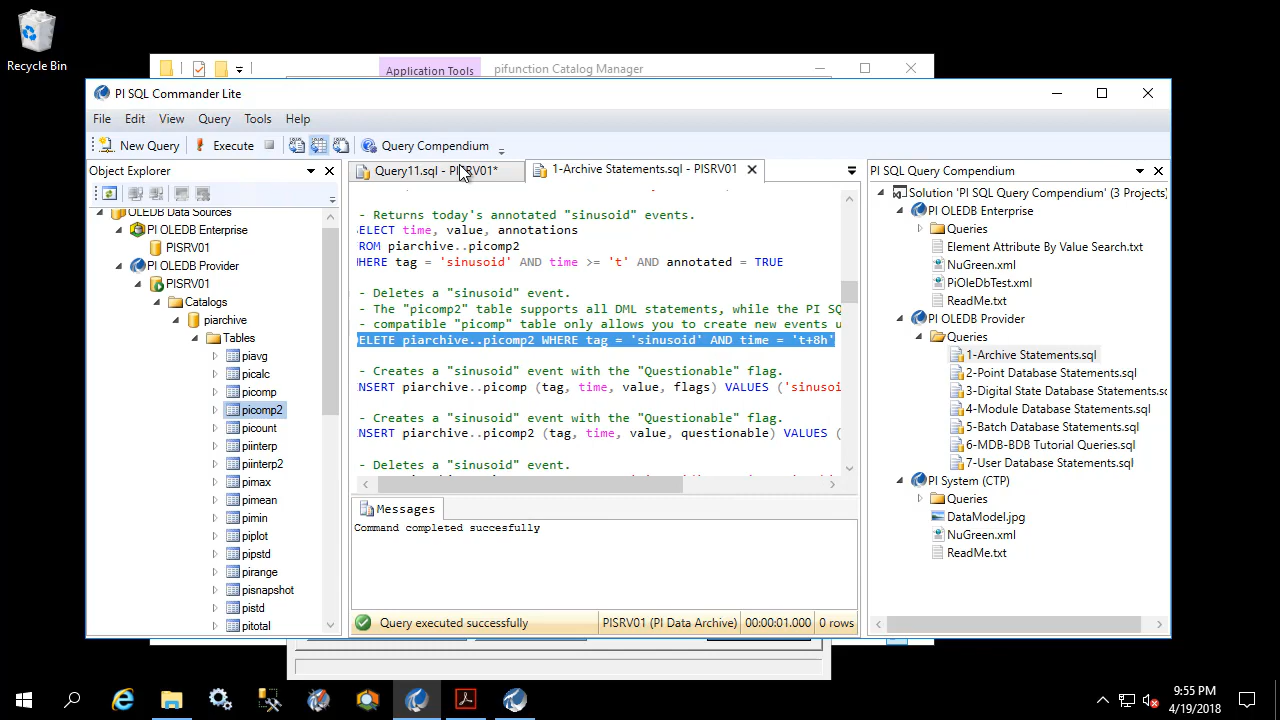 Recycle Bin
Application Tools
pifunction Catalog Manager
PI SQL Commander Lite
File Edit View Query Tools Help
New Query Execute Query Compendium
Object Explorer
OLEDB Data Sources
PI OLEDB Enterprise
PISRV01
PI OLEDB Provider
PISRV01
Catalogs
piarchive
Tables
piavg
picalc
picomp
picomp2
picount
piinterp
piinterp2
pimax
pimean
pimin
piplot
pipstd
pirange
pisnapshot
pistd
pitotal
Query11.sql - PISRV01*
1-Archive Statements.sql - PISRV01
- Returns today's annotated "sinusoid" events.
SELECT time, value, annotations
FROM piarchive..picomp2
WHERE tag = 'sinusoid' AND time >= 't' AND annotated = TRUE
- Deletes a "sinusoid" event.
- The "picomp2" table supports all DML statements, while the PI SQ
- compatible "picomp" table only allows you to create new events u
DELETE piarchive..picomp2 WHERE tag = 'sinusoid' AND time = 't+8h'
- Creates a "sinusoid" event with the "Questionable" flag.
INSERT piarchive..picomp (tag, time, value, flags) VALUES ('sinusoi
- Creates a "sinusoid" event with the "Questionable" flag.
INSERT piarchive..picomp2 (tag, time, value, questionable) VALUES (
- Deletes a "sinusoid" event.
Messages
Command completed succesfully
Query executed successfully PISRV01 (PI Data Archive) 00:00:01.000 0 rows
PI SQL Query Compendium
Solution 'PI SQL Query Compendium' (3 Projects)
PI OLEDB Enterprise
Queries
Element Attribute By Value Search.txt
NuGreen.xml
PiOleDbTest.xml
ReadMe.txt
PI OLEDB Provider
Queries
1-Archive Statements.sql
2-Point Database Statements.sql
3-Digital State Database Statements.sc
4-Module Database Statements.sql
5-Batch Database Statements.sql
6-MDB-BDB Tutorial Queries.sql
7-User Database Statements.sql
PI System (CTP)
Queries
DataModel.jpg
NuGreen.xml
ReadMe.txt
9:55 PM
4/19/2018